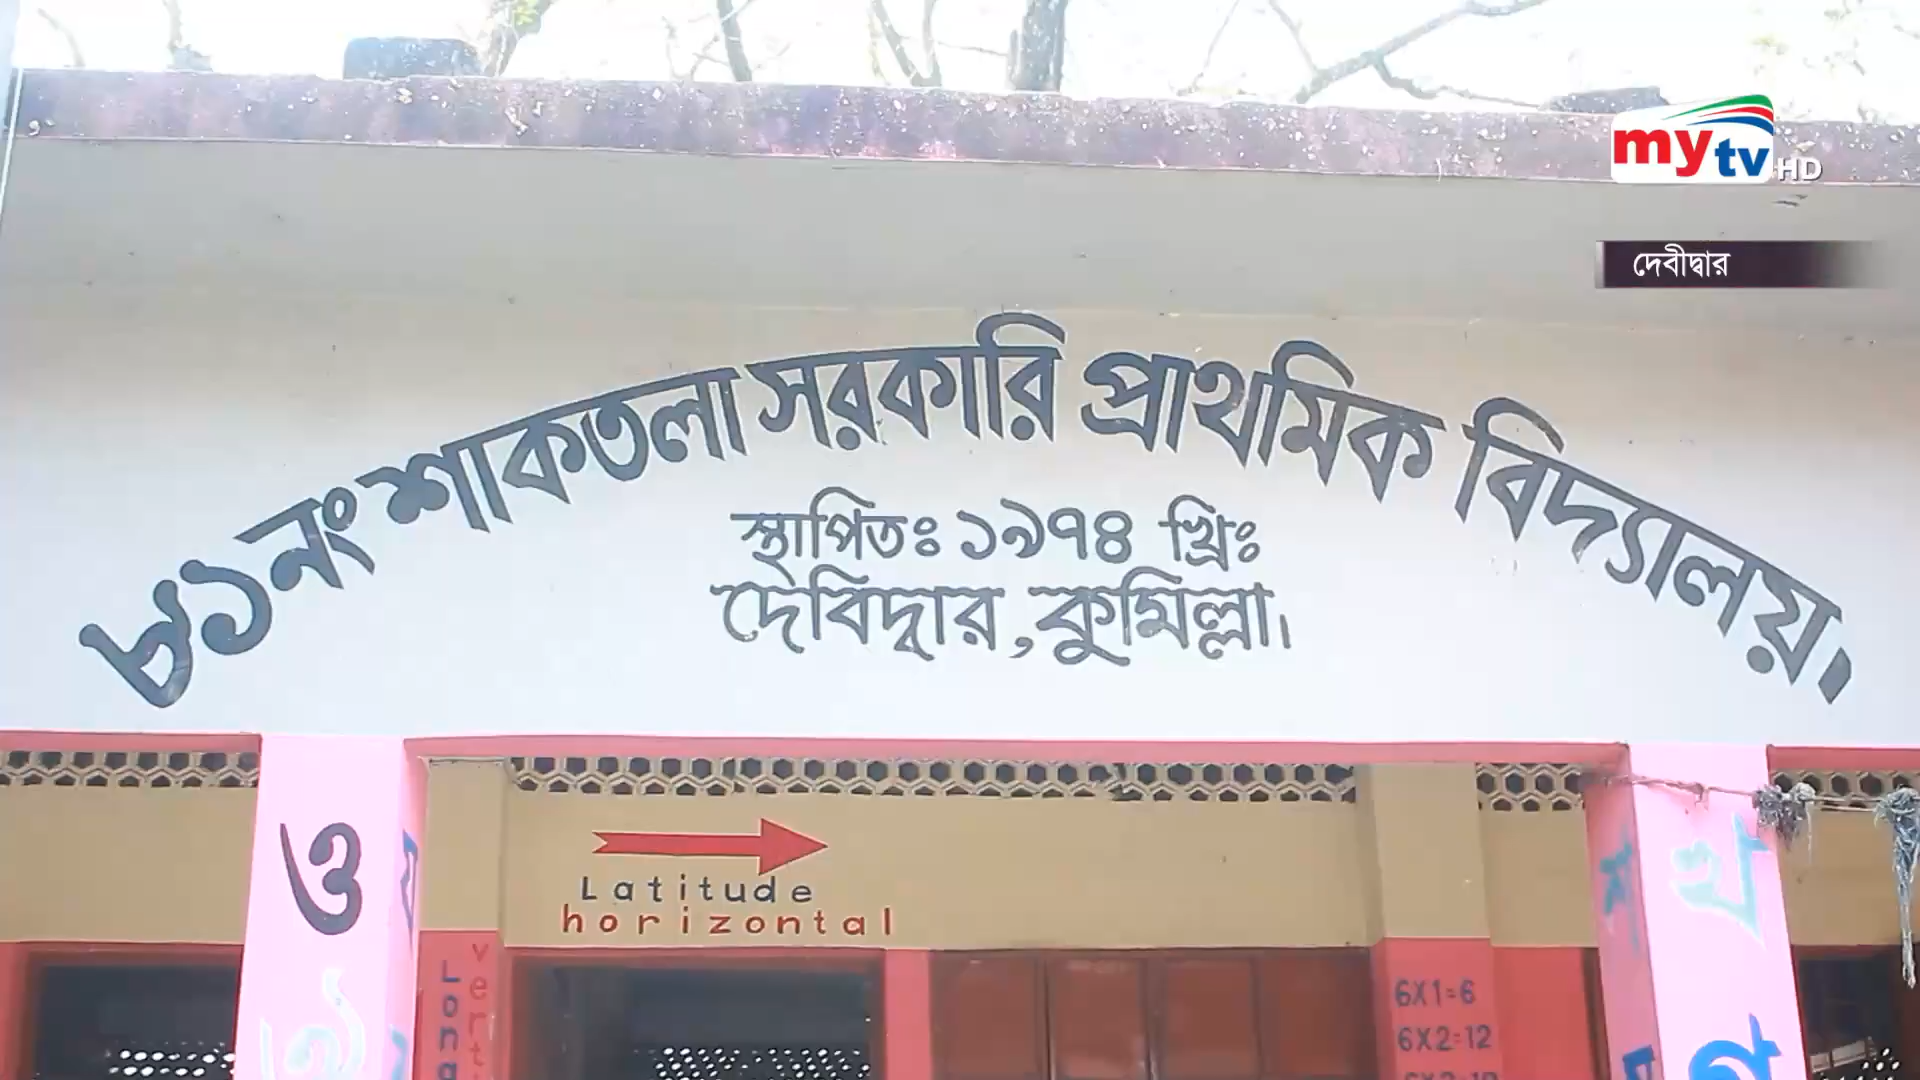 mytv HD
দেবীদ্বার
৮১নং শাকতলা সরকারি প্রাথমিক বিদ্যালয়।
স্থাপিতঃ ১৯৭৪ খ্রিঃ
দেবিদ্বার, কুমিল্লা।
Latitude
horizontal
ও
খ
6X1=6
6X2=12